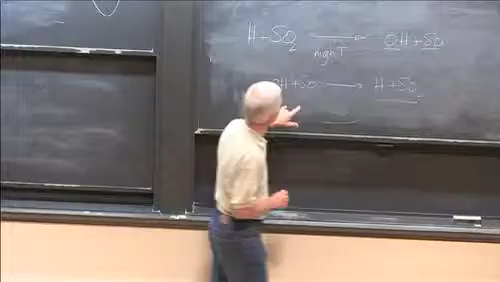 H + SO₂ → OH + SO
high T
OH + SO → H + SO₂